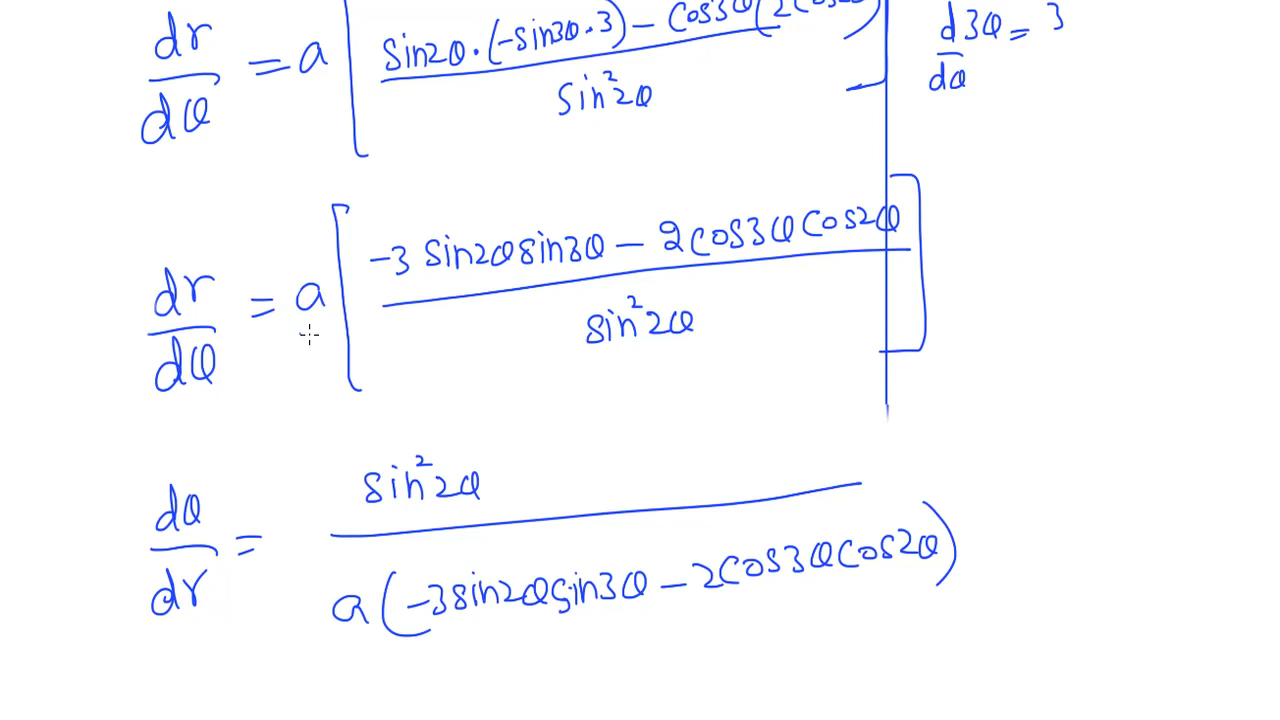 dr/dθ = a [ (sin2θ·(-sin3θ·3) - cos3θ(2cos2θ)) / sin²2θ ]
d3θ/dθ = 3
dr/dθ = a [ (-3 sin2θ sin3θ - 2cos3θ cos2θ) / sin²2θ ]
dθ/dr = sin²2θ / a(-3sin2θ sin3θ - 2cos3θ cos2θ)